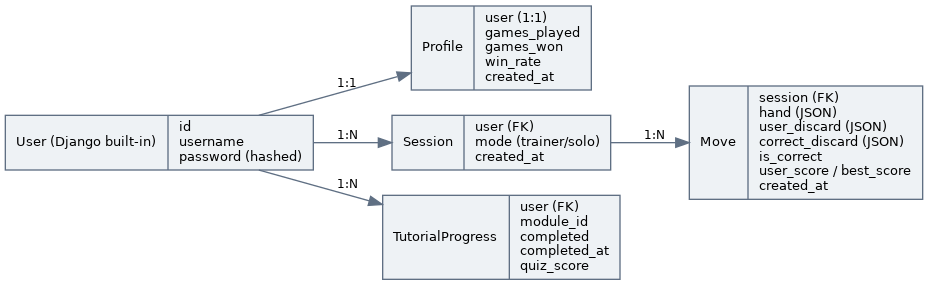 User (Django built-in)
id
username
password (hashed)
1:1
1:N
1:N
Profile
user (1:1)
games_played
games_won
win_rate
created_at
Session
user (FK)
mode (trainer/solo)
created_at
TutorialProgress
user (FK)
module_id
completed
completed_at
quiz_score
1:N
Move
session (FK)
hand (JSON)
user_discard (JSON)
correct_discard (JSON)
is_correct
user_score / best_score
created_at